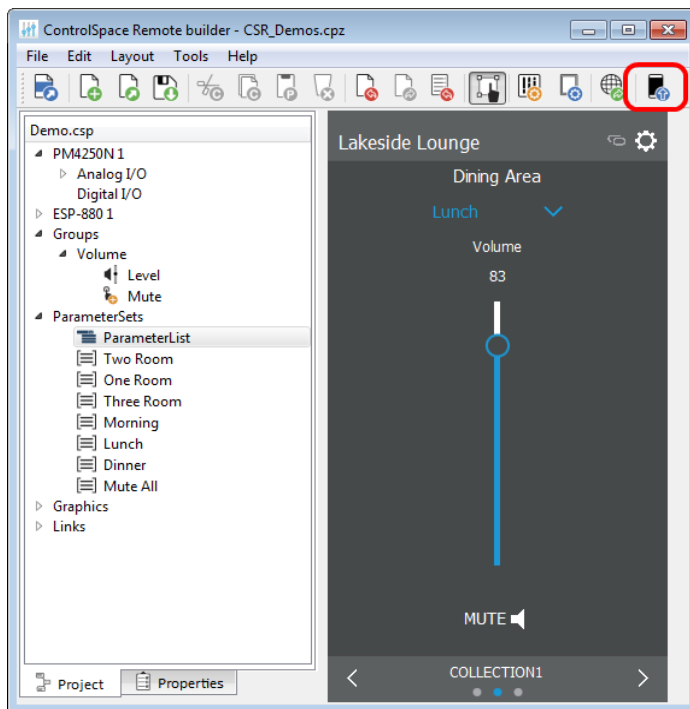 ControlSpace Remote builder - CSR_Demos.cpz
File Edit Layout Tools Help
Demo.csp
PM4250N 1
Analog I/O
Digital I/O
ESP-880 1
Groups
Volume
Level
Mute
ParameterSets
ParameterList
Two Room
One Room
Three Room
Morning
Lunch
Dinner
Mute All
Graphics
Links
Project Properties
Lakeside Lounge
Dining Area
Lunch
Volume
83
MUTE
COLLECTION1